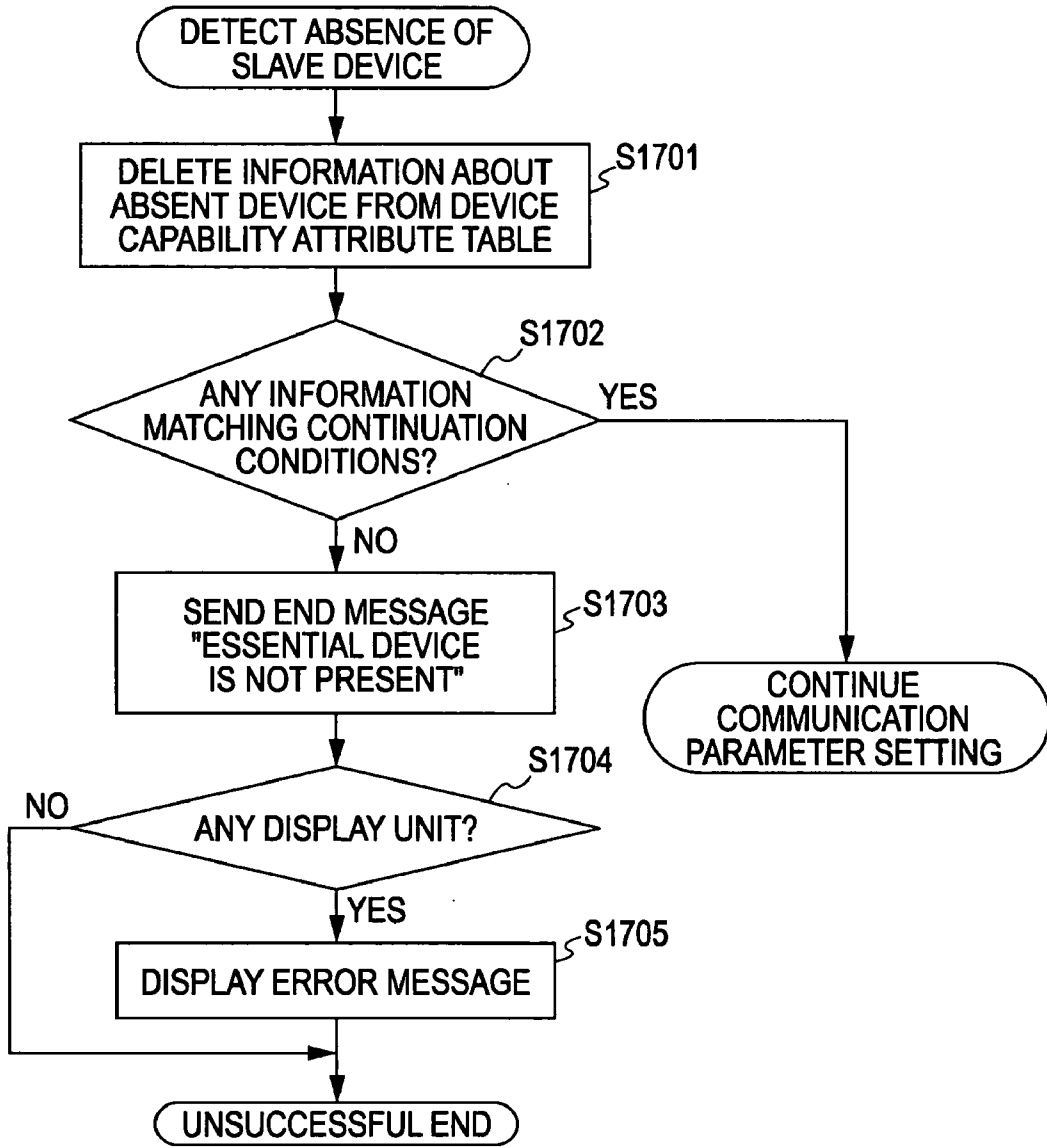 DETECT ABSENCE OF
SLAVE DEVICE
S1701
DELETE INFORMATION ABOUT
ABSENT DEVICE FROM DEVICE
CAPABILITY ATTRIBUTE TABLE
S1702
ANY INFORMATION
MATCHING CONTINUATION
CONDITIONS?
YES
NO
S1703
SEND END MESSAGE
"ESSENTIAL DEVICE
IS NOT PRESENT"
CONTINUE
COMMUNICATION
PARAMETER SETTING
S1704
NO
ANY DISPLAY UNIT?
YES
S1705
DISPLAY ERROR MESSAGE
UNSUCCESSFUL END